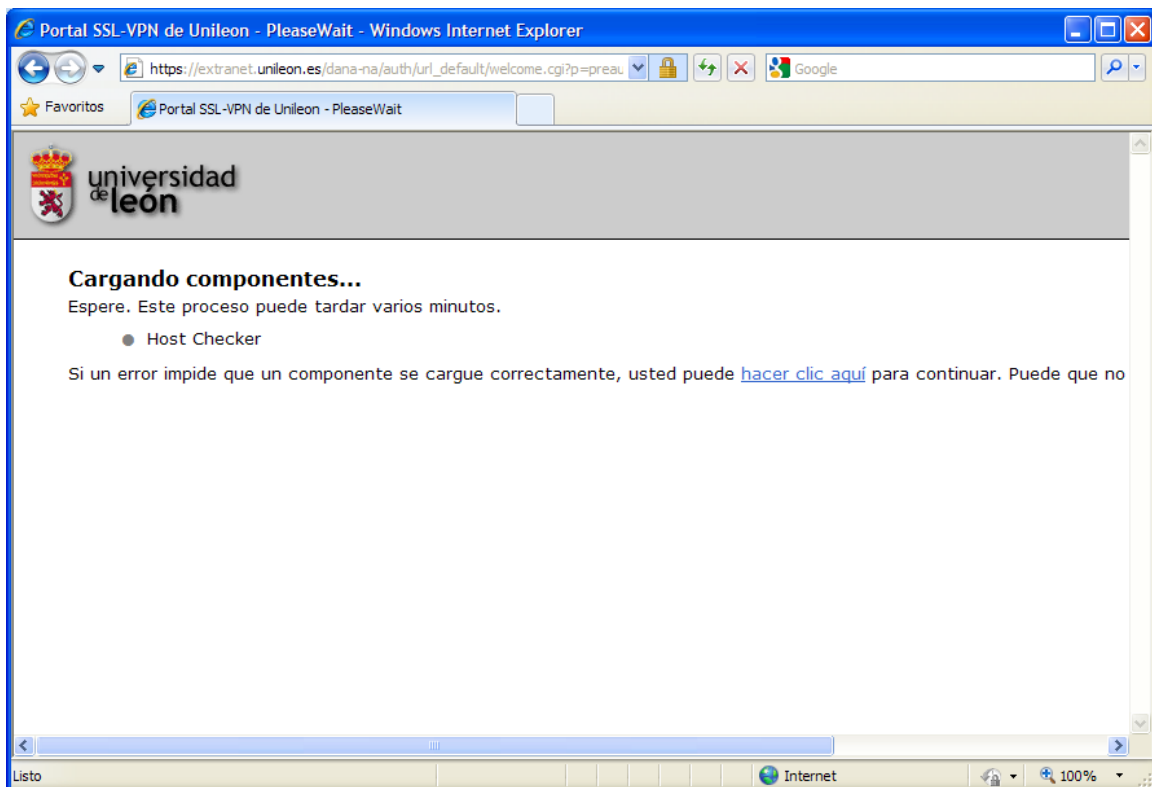 Portal SSL-VPN de Unileon - PleaseWait - Windows Internet Explorer
https://extranet.unileon.es/dana-na/auth/url_default/welcome.cgi?p=preau
Google
Favoritos
Portal SSL-VPN de Unileon - PleaseWait
universidad
de león
Cargando componentes...
Espere. Este proceso puede tardar varios minutos.
Host Checker
Si un error impide que un componente se cargue correctamente, usted puede hacer clic aquí para continuar. Puede que no
Listo
Internet
100%